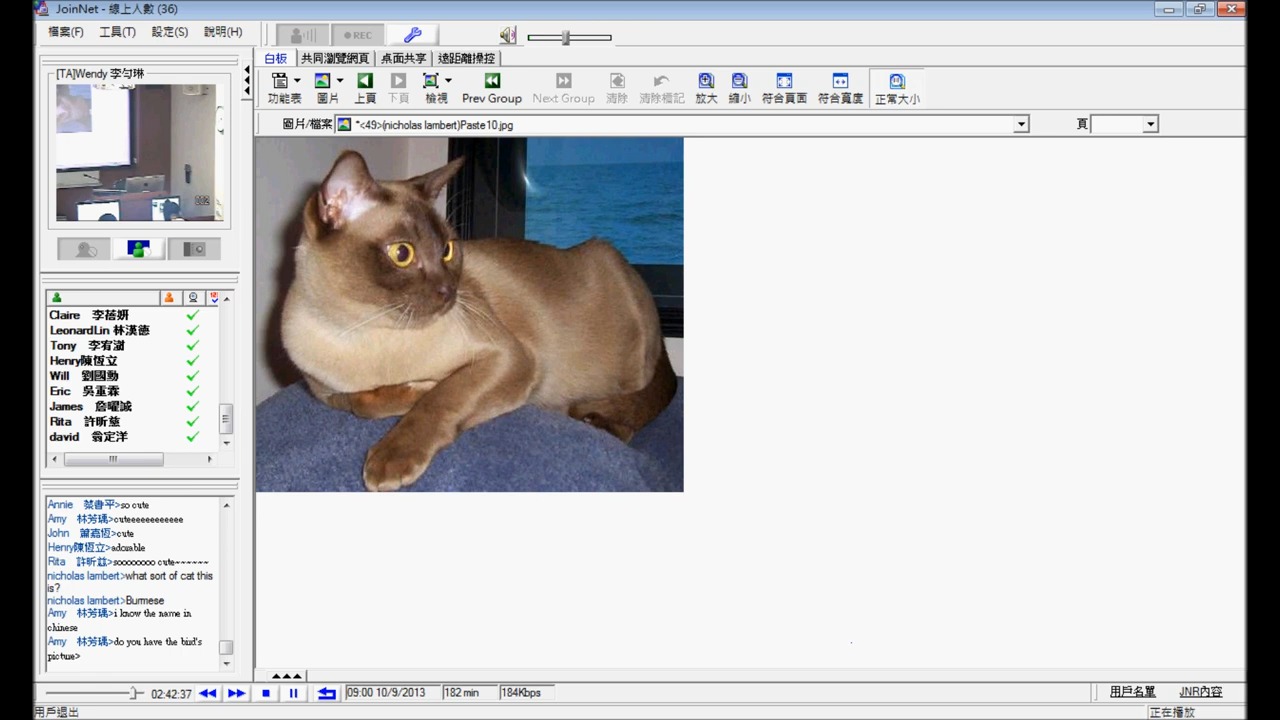 JoinNet - 線上人數 (36)
檔案(F) 工具(T) 設定(S) 說明(H)
REC
白板 共同瀏覽網頁 桌面共享 遠距離操控
功能表 圖片 上頁 下頁 檢視 Prev Group Next Group 清除 清除標記 放大 縮小 符合頁面 符合寬度 正常大小
圖片/檔案 *<49>(nicholas lambert)Paste10.jpg 頁
[TA]Wendy 李勻琳
Claire 李蓓妍
LeonardLin 林漢德
Tony 李宥澍
Henry陳恆立
Will 劉國勳
Eric 吳重霖
James 詹曜誠
Rita 許昕慈
david 翁定洋
Annie 蔡書平>so cute
Amy 林芳瑀>cuteeeeeeeeeeee
John 蕭嘉恆>cute
Henry陳恆立>adorable
Rita 許昕慈>soooooooo cute~~~~~~
nicholas lambert>what sort of cat this
is?
nicholas lambert>Burmese
Amy 林芳瑀>i know the name in
chinese
Amy 林芳瑀>do you have the bird's
picture>
02:42:37 09:00 10/9/2013 182 min 184Kbps 用戶名單 JNR內容
用戶退出 正在播放